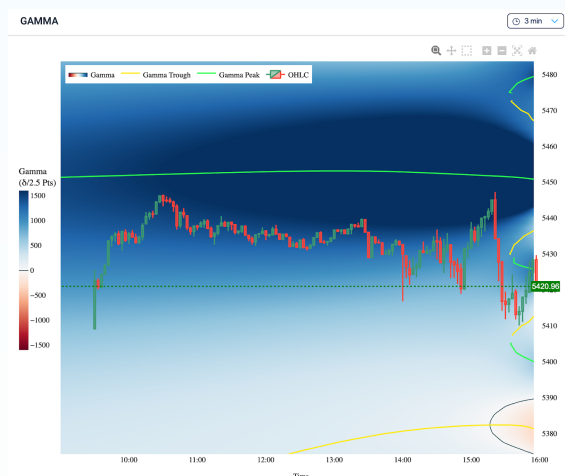 GAMMA
3 min
Gamma
Gamma Trough
Gamma Peak
OHLC
Gamma
(δ/2.5 Pts)
1500
1000
500
0
−500
−1000
−1500
5480
5470
5460
5450
5440
5430
5420.96
5410
5400
5390
5380
10:00
11:00
12:00
13:00
14:00
15:00
16:00
Time